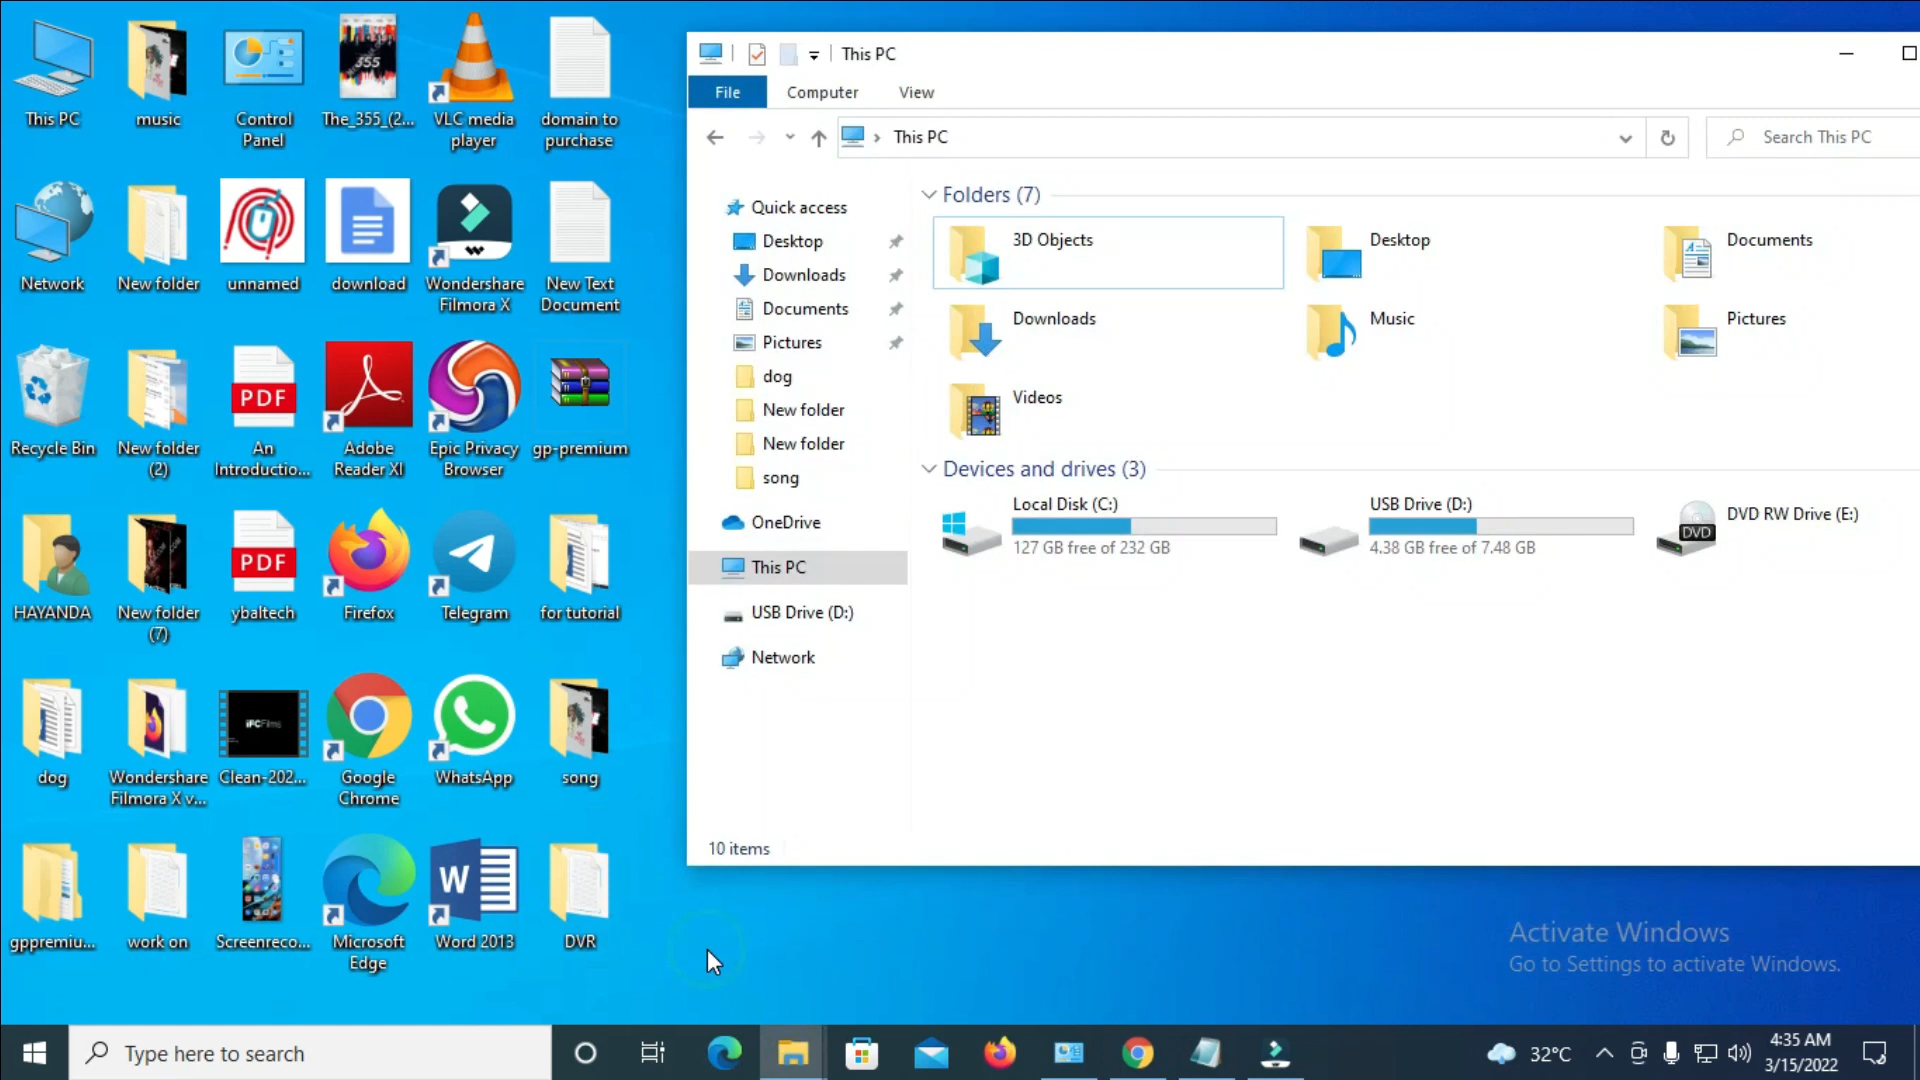 This PC
music
Control
Panel
The_355_(2...
355
VLC media
player
domain to
purchase
Network
New folder
unnamed
download
Wondershare
Filmora X
New Text
Document
Recycle Bin
New folder
(2)
PDF
An
Introductio...
Adobe
Reader XI
Epic Privacy
Browser
gp-premium
HAYANDA
New folder
(7)
PDF
ybaltech
Firefox
Telegram
for tutorial
dog
Wondershare
Filmora X v...
iFC Films
Clean-202...
Google
Chrome
WhatsApp
song
gppremiu...
work on
Screenreco...
Microsoft
Edge
W
Word 2013
DVR
This PC
File
Computer
View
This PC
Search This PC
Quick access
Desktop
Downloads
Documents
Pictures
dog
New folder
New folder
song
OneDrive
This PC
USB Drive (D:)
Network
Folders (7)
3D Objects
Desktop
Documents
Downloads
Music
Pictures
Videos
Devices and drives (3)
Local Disk (C:)
127 GB free of 232 GB
USB Drive (D:)
4.38 GB free of 7.48 GB
DVD
DVD RW Drive (E:)
10 items
Activate Windows
Go to Settings to activate Windows.
Type here to search
32°C
4:35 AM
3/15/2022